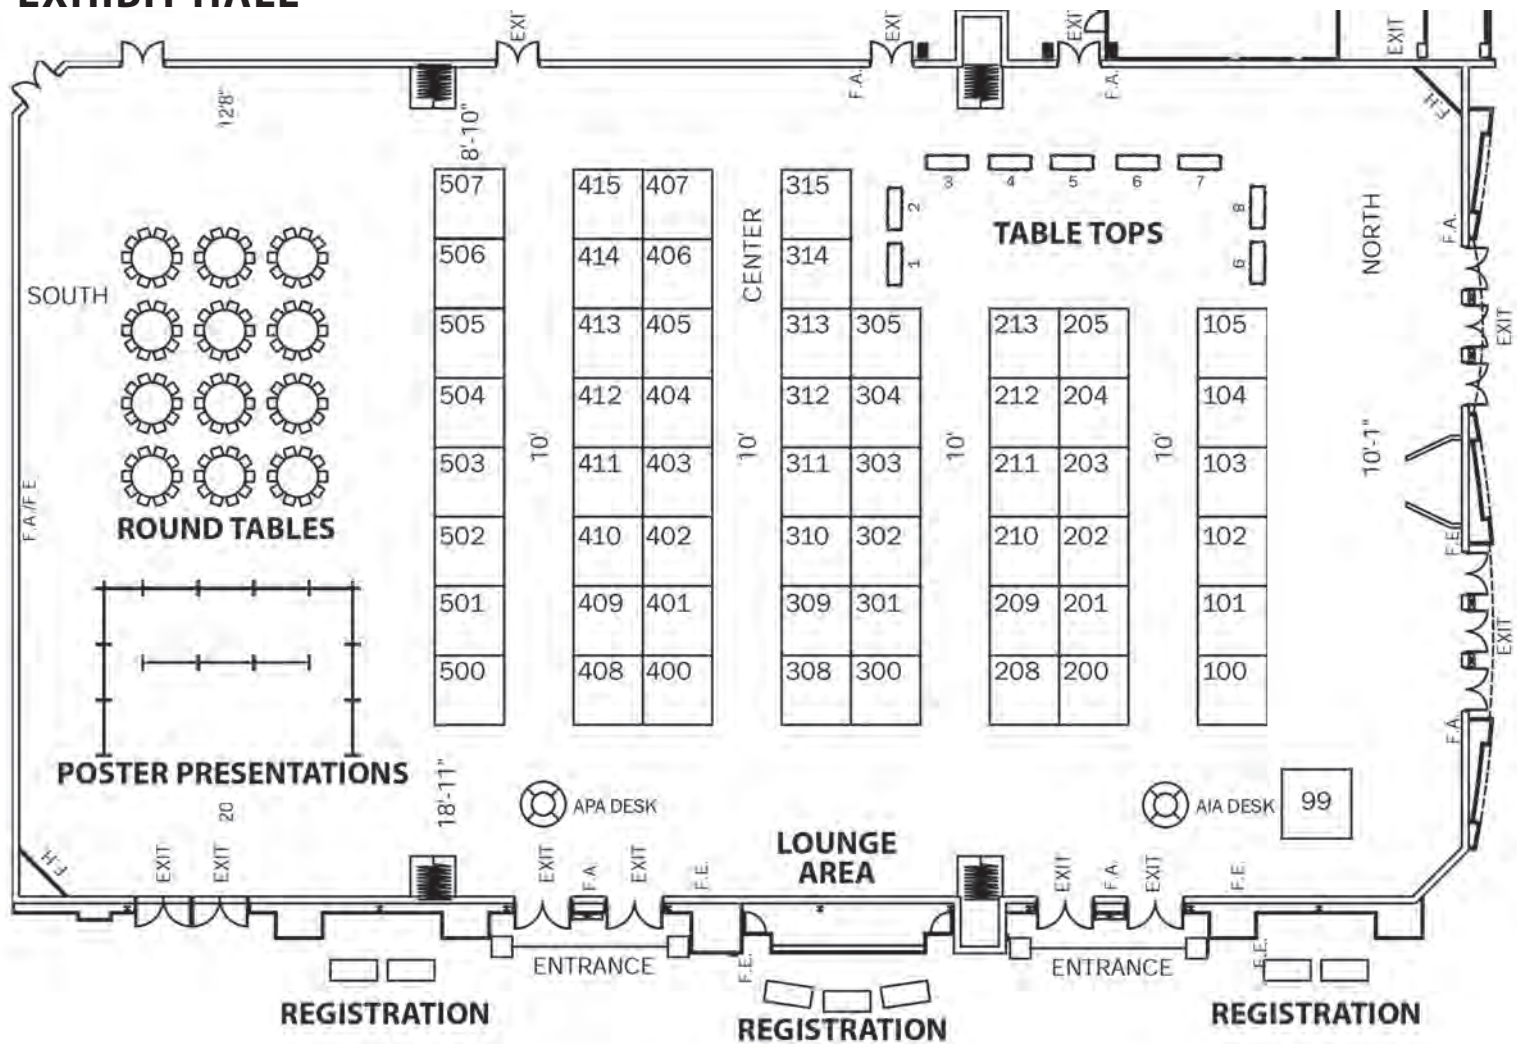 EXHIBIT HALL
EXIT EXIT EXIT EXIT
F.A. F.A. F.H.
12'8"
8'-10"
3 4 5 6 7
507 415 407 315 2 8
TABLE TOPS
CENTER NORTH F.A.
506 414 406 314 1 9
SOUTH
505 413 405 313 305 213 205 105
EXIT
504 412 404 312 304 212 204 104
10' 10' 10' 10' 10'-1"
503 411 403 311 303 211 203 103
F.A./F.E.
ROUND TABLES
502 410 402 310 302 210 202 102
F.E.
501 409 401 309 301 209 201 101
EXIT
500 408 400 308 300 208 200 100
F.A.
POSTER PRESENTATIONS
18'-11"
20
APA DESK AIA DESK 99
LOUNGE
AREA
F.H. EXIT EXIT EXIT F.A. EXIT F.E. EXIT F.A. EXIT F.E.
ENTRANCE ENTRANCE
F.E. F.E.
REGISTRATION REGISTRATION REGISTRATION